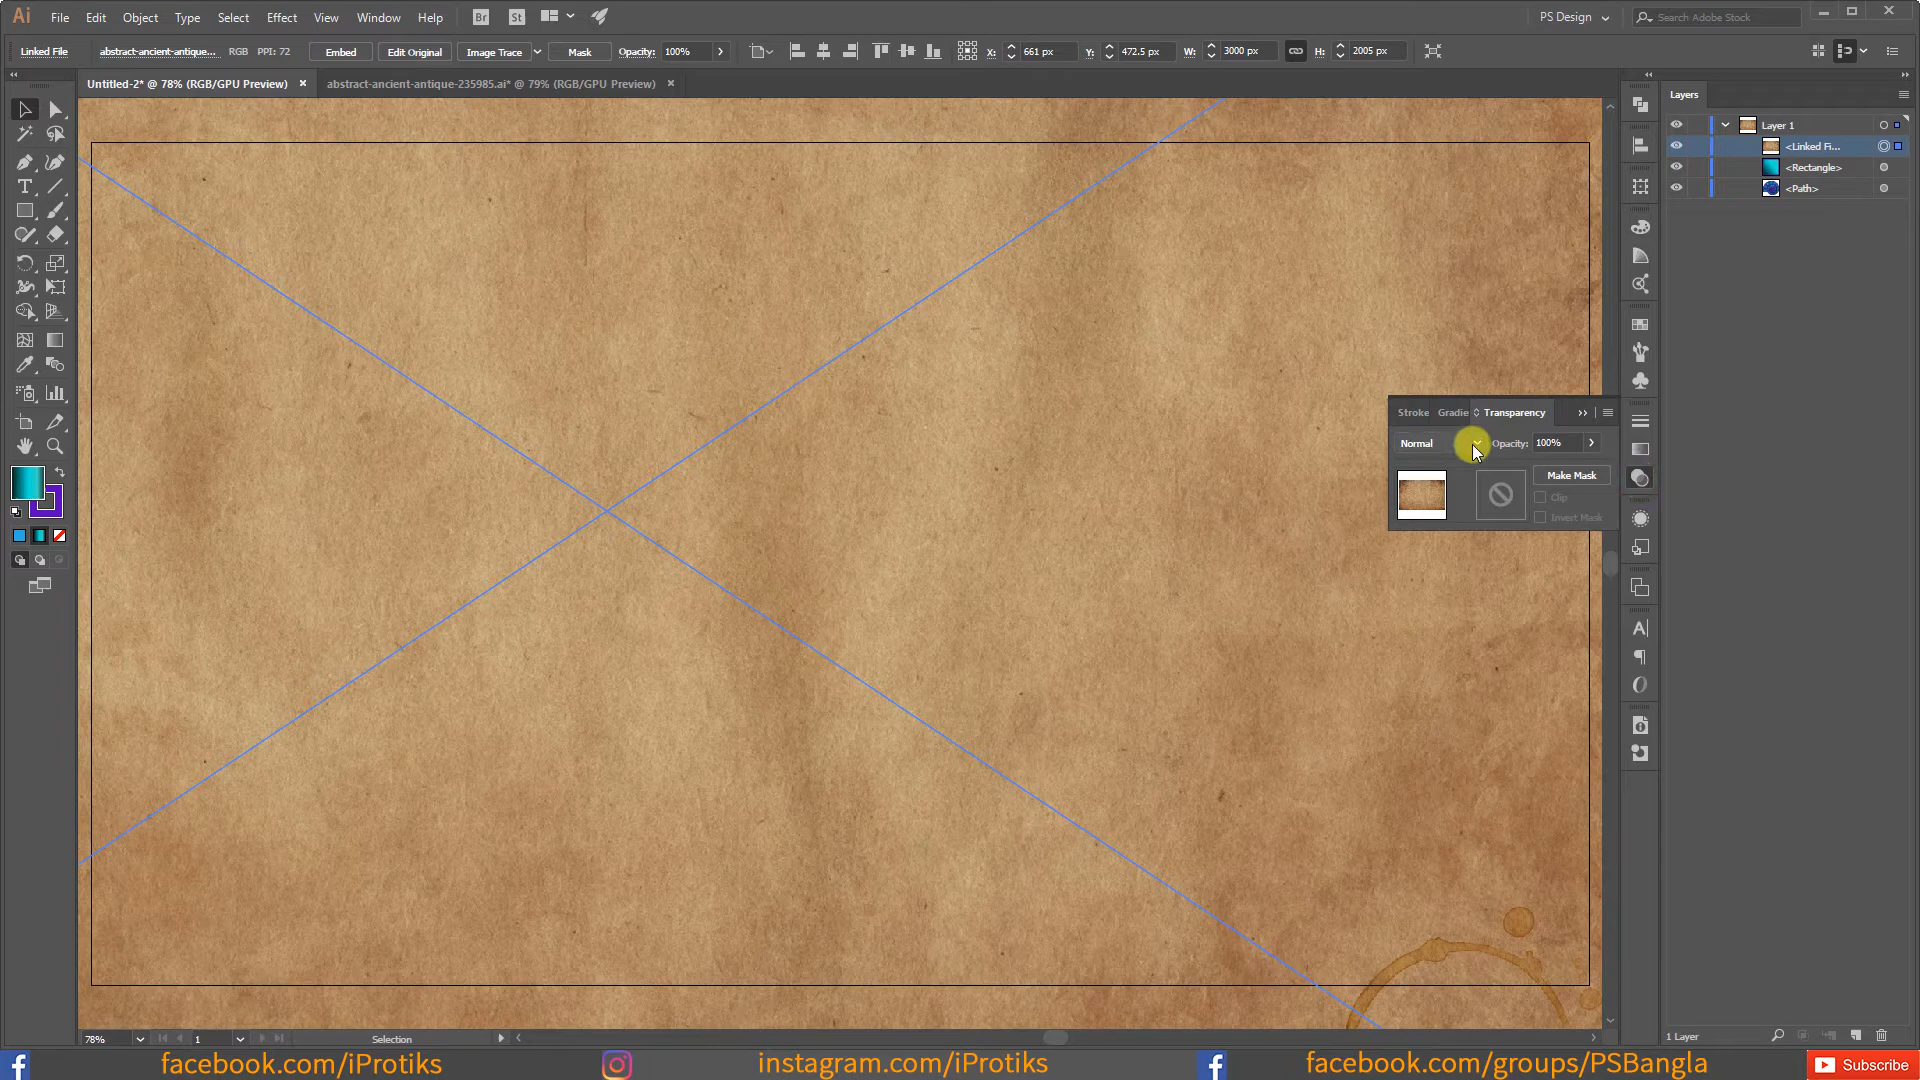 Ai File Edit Object Type Select Effect View Window Help Br St PS Design Search Adobe Stock
Linked File abstract-ancient-antique... RGB PPI: 72 Embed Edit Original Image Trace Mask Opacity: 100% X: 661 px Y: 472.5 px W: 3000 px H: 2005 px
Untitled-2* @ 78% (RGB/GPU Preview) × abstract-ancient-antique-235985.ai* @ 79% (RGB/GPU Preview) ×
Layers
Layer 1
<Linked Fi...
<Rectangle>
<Path>
Stroke Gradie Transparency
Normal Opacity: 100%
Make Mask
Clip
Invert Mask
78% 1 Selection
1 Layer
facebook.com/iProtiks instagram.com/iProtiks facebook.com/groups/PSBangla Subscribe